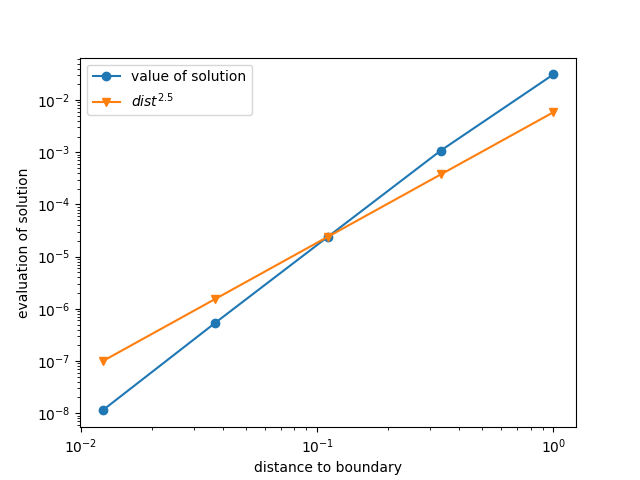 value of solution
dist^2.5
evaluation of solution
10^-2
10^-3
10^-4
10^-5
10^-6
10^-7
10^-8
10^-2
10^-1
10^0
distance to boundary